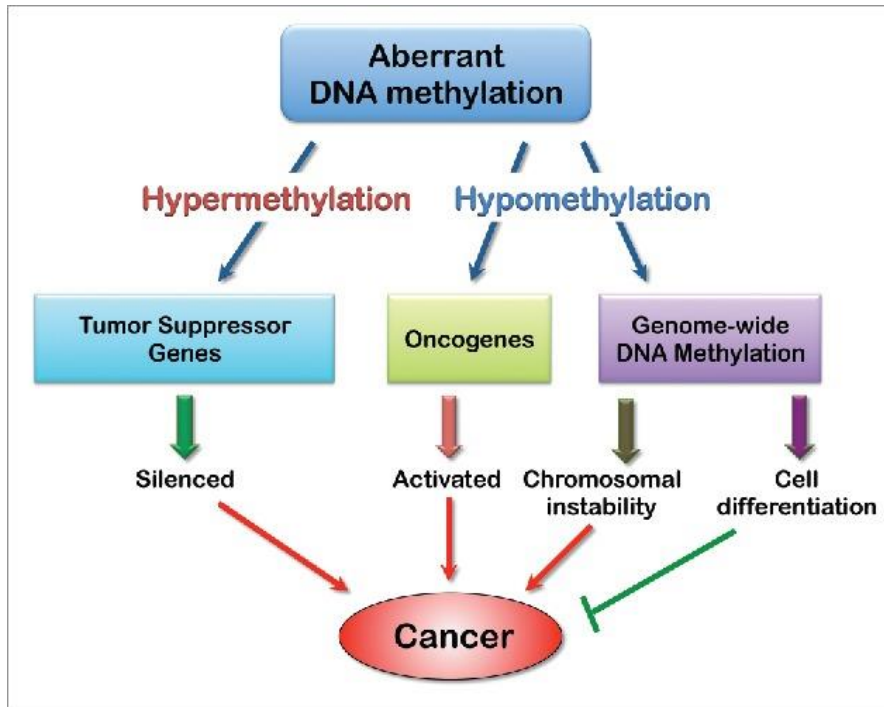 Aberrant
DNA methylation
Hypermethylation
Hypomethylation
Tumor Suppressor
Genes
Oncogenes
Genome-wide
DNA Methylation
Silenced
Activated
Chromosomal
instability
Cell
differentiation
Cancer